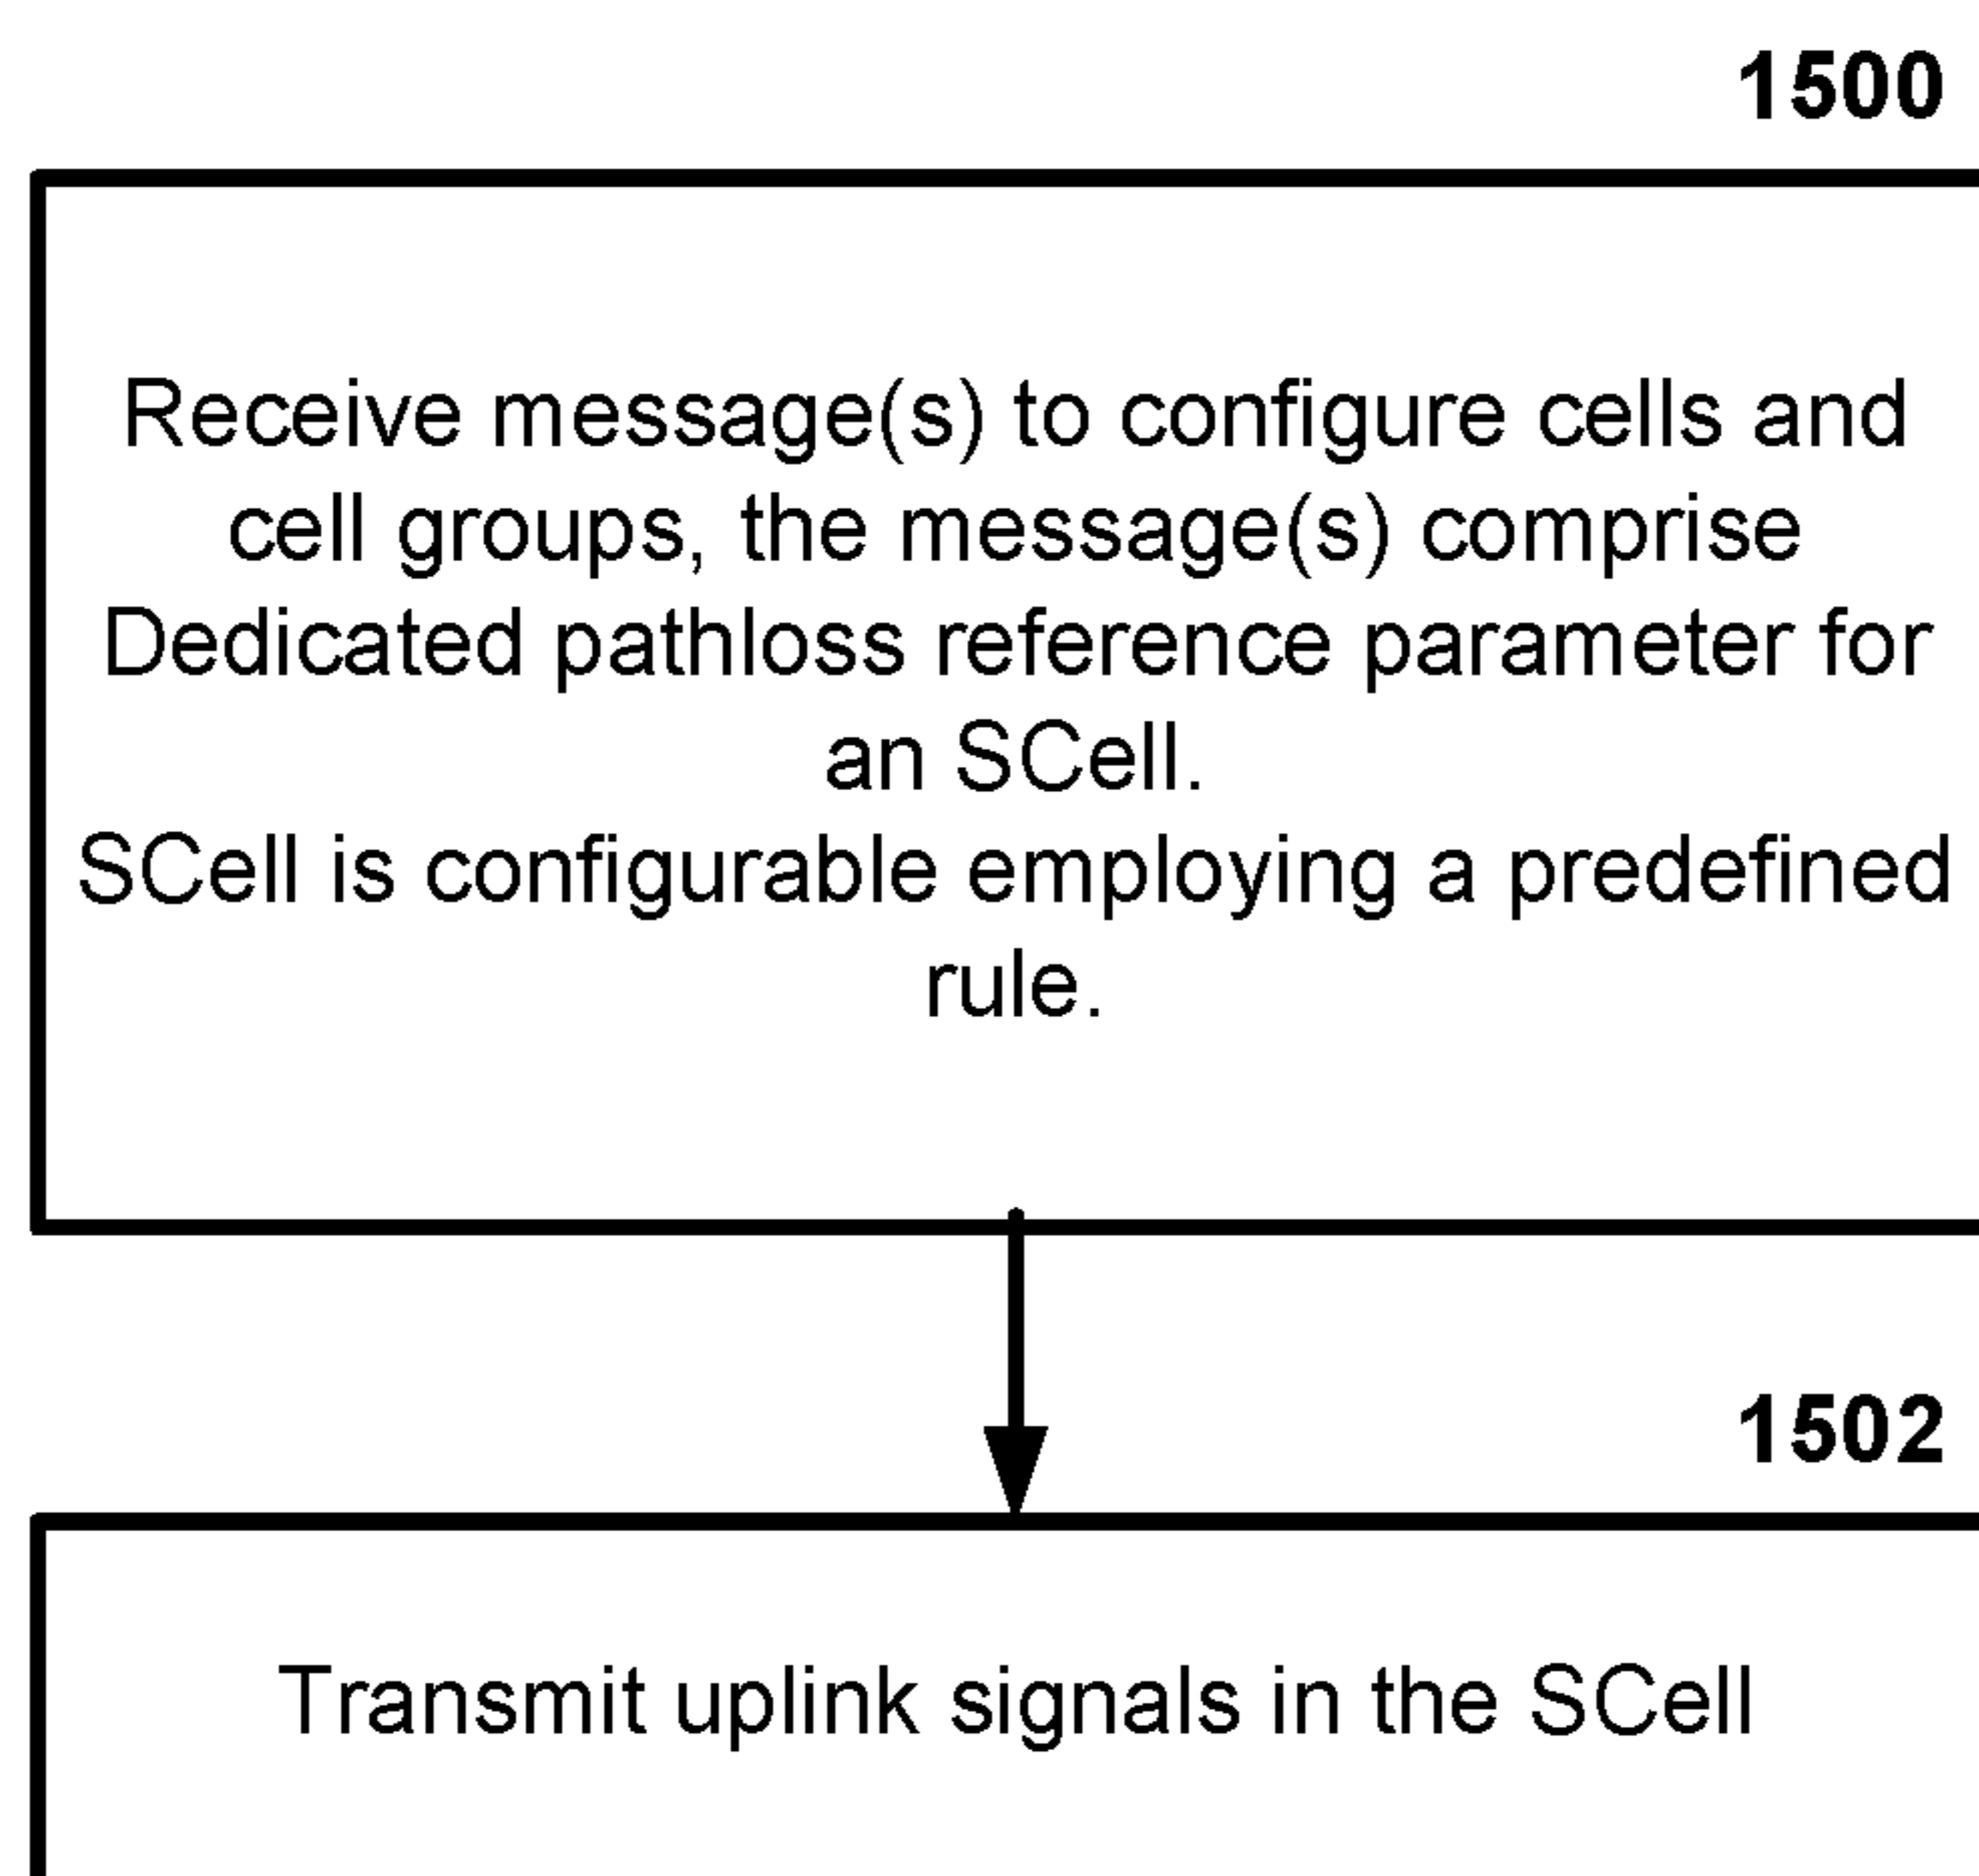 1500
Receive message(s) to configure cells and
cell groups, the message(s) comprise
Dedicated pathloss reference parameter for
an SCell.
SCell is configurable employing a predefined
rule.
1502
Transmit uplink signals in the SCell